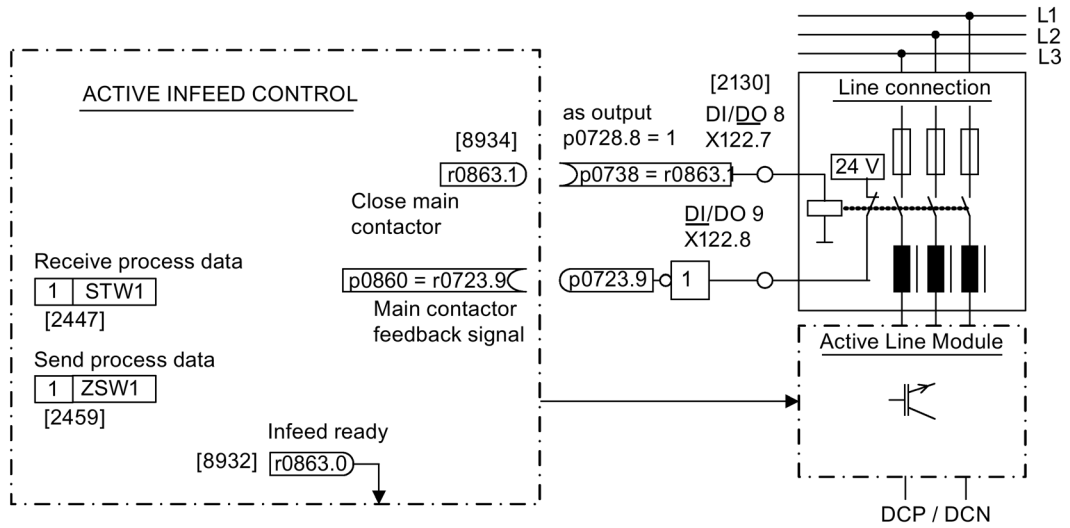 L1
L2
L3
ACTIVE INFEED CONTROL
[8934]
r0863.1
Close main
contactor
as output
p0728.8 = 1
p0738 = r0863.1
[2130]
DI/DO 8
X122.7
Line connection
24 V
DI/DO 9
X122.8
Receive process data
1 STW1
[2447]
p0860 = r0723.9
Main contactor
feedback signal
p0723.9
1
Send process data
1 ZSW1
[2459]
Infeed ready
[8932] r0863.0
Active Line Module
DCP / DCN